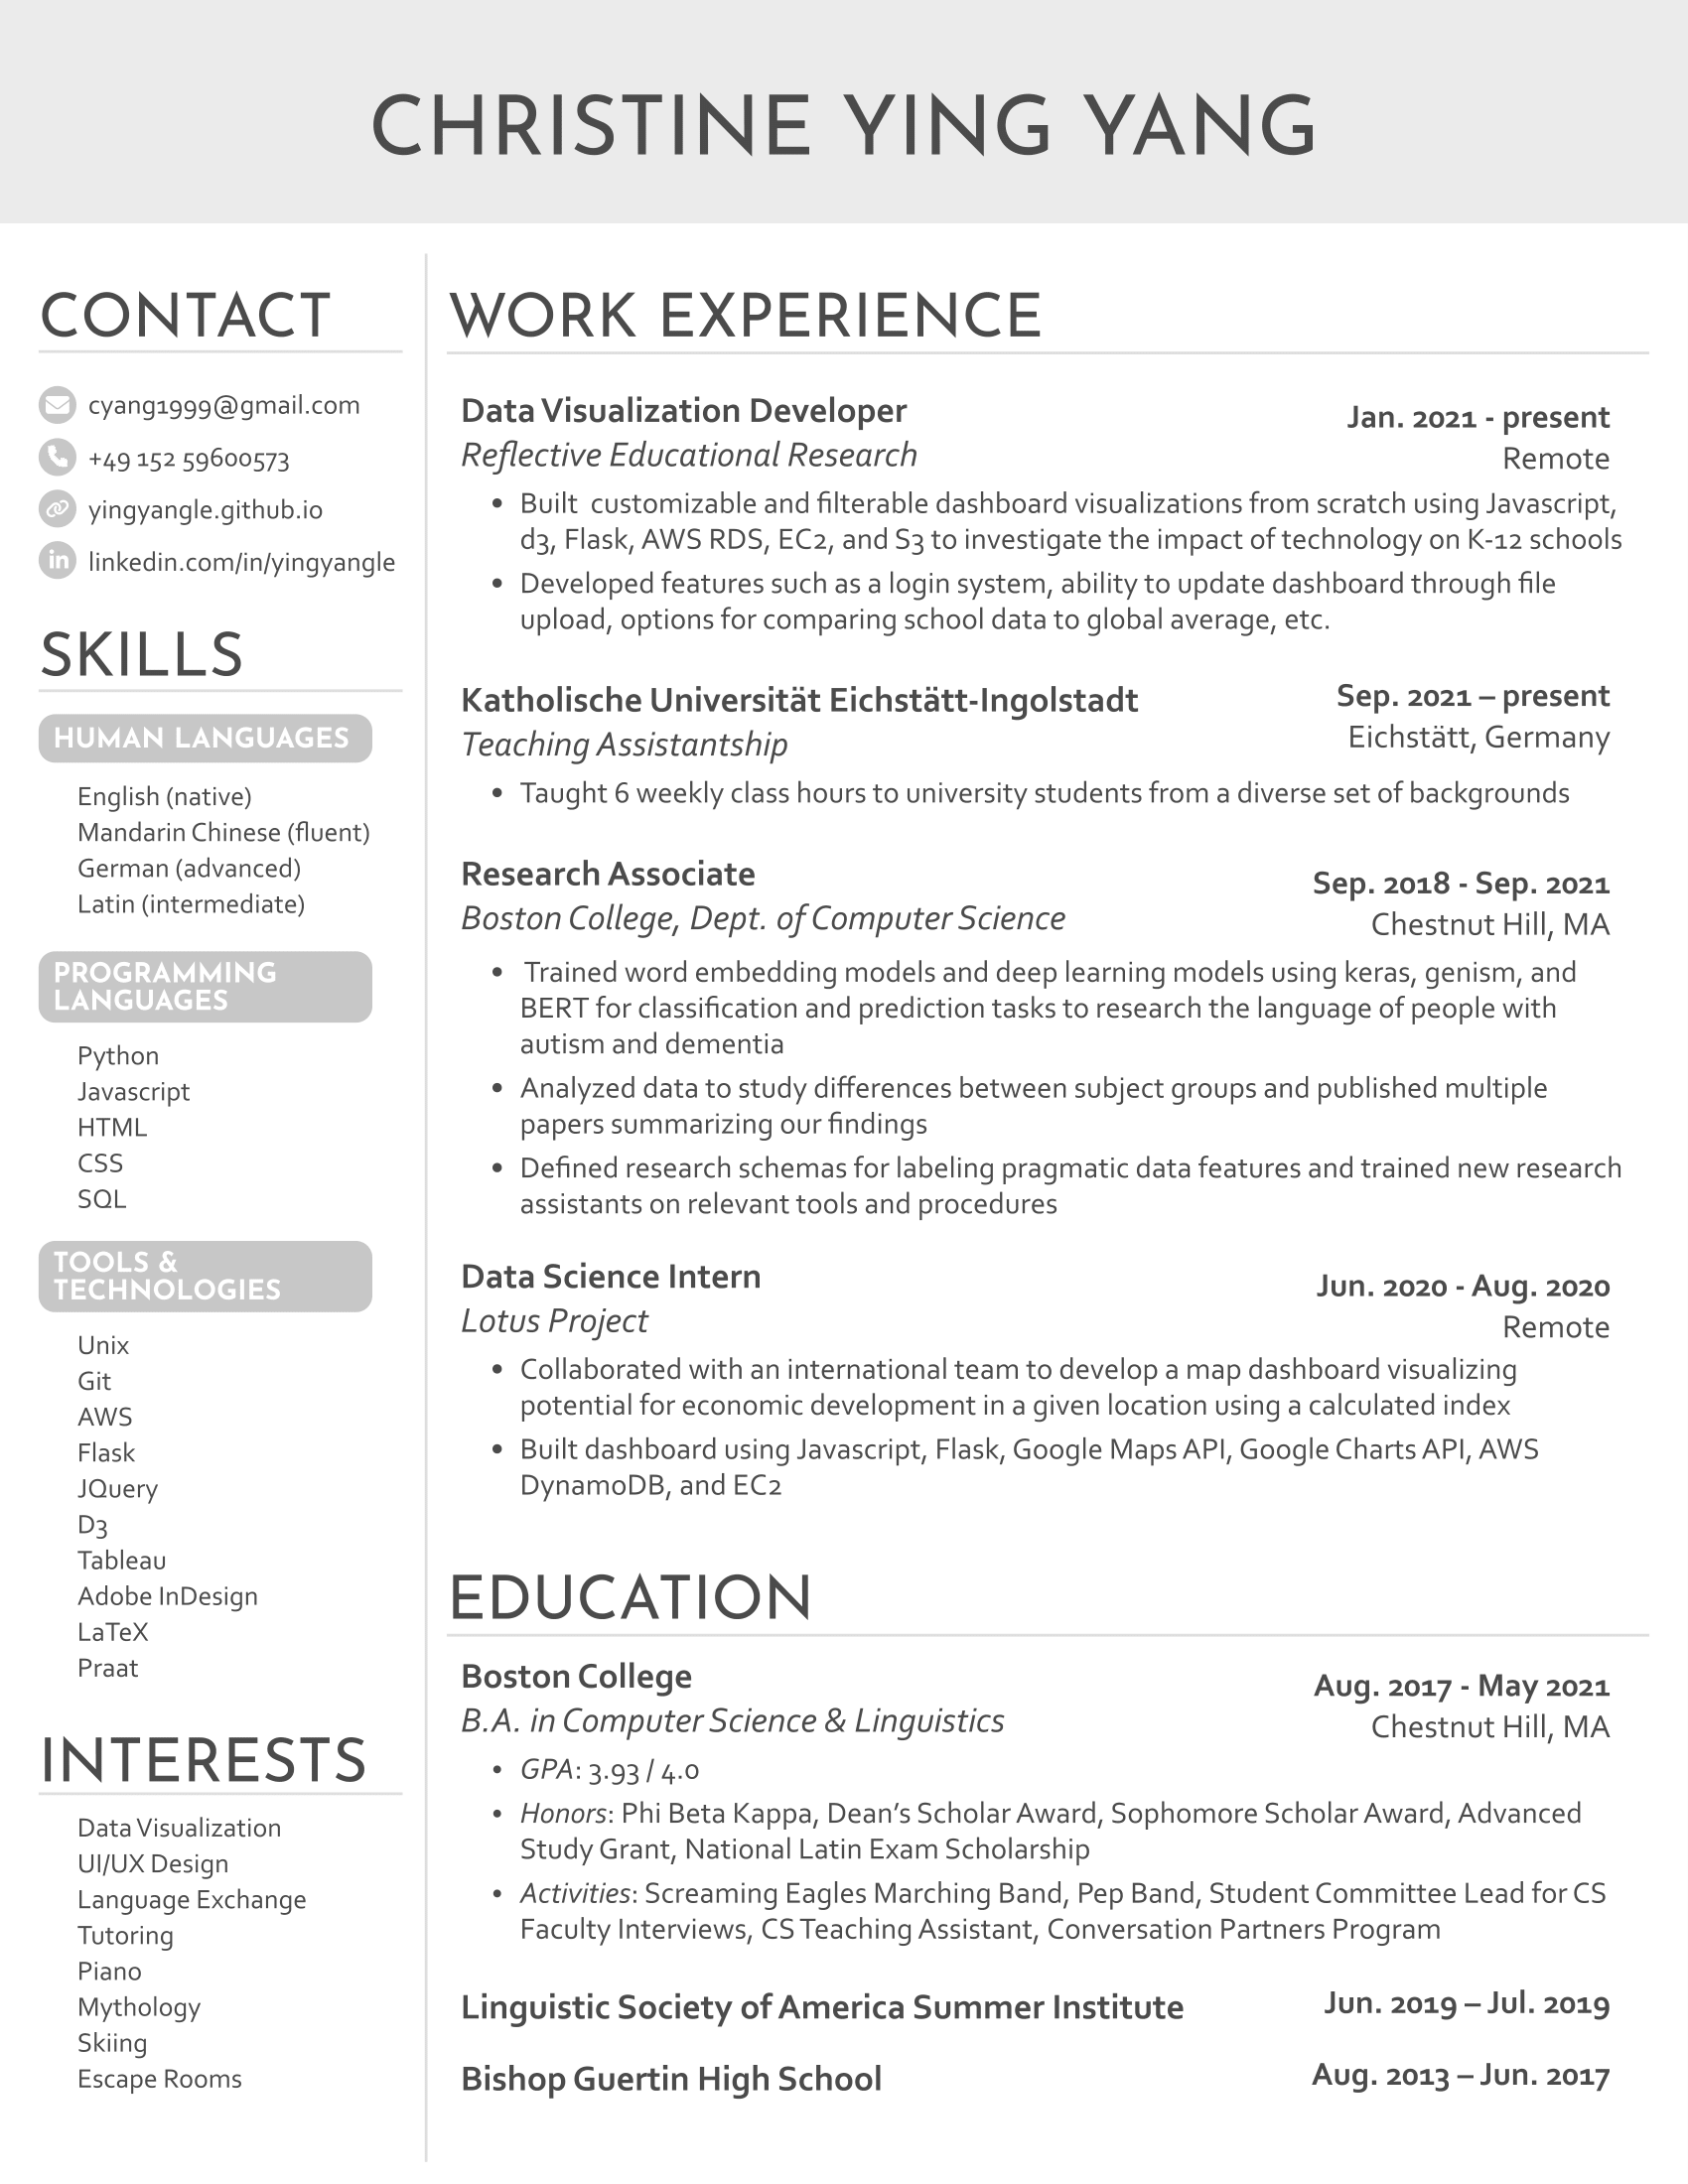 CHRISTINE YING YANG
CONTACT
cyang1999@gmail.com
+49 152 59600573
yingyangle.github.io
linkedin.com/in/yingyangle
SKILLS
HUMAN LANGUAGES
English (native)
Mandarin Chinese (fluent)
German (advanced)
Latin (intermediate)
PROGRAMMING
LANGUAGES
Python
Javascript
HTML
CSS
SQL
TOOLS &
TECHNOLOGIES
Unix
Git
AWS
Flask
JQuery
D3
Tableau
Adobe InDesign
LaTeX
Praat
INTERESTS
Data Visualization
UI/UX Design
Language Exchange
Tutoring
Piano
Mythology
Skiing
Escape Rooms
WORK EXPERIENCE
Data Visualization Developer
Jan. 2021 - present
Reflective Educational Research
Remote
• Built customizable and filterable dashboard visualizations from scratch using Javascript,
d3, Flask, AWS RDS, EC2, and S3 to investigate the impact of technology on K-12 schools
• Developed features such as a login system, ability to update dashboard through file
upload, options for comparing school data to global average, etc.
Katholische Universität Eichstätt-Ingolstadt
Sep. 2021 – present
Teaching Assistantship
Eichstätt, Germany
• Taught 6 weekly class hours to university students from a diverse set of backgrounds
Research Associate
Sep. 2018 - Sep. 2021
Boston College, Dept. of Computer Science
Chestnut Hill, MA
• Trained word embedding models and deep learning models using keras, genism, and
BERT for classification and prediction tasks to research the language of people with
autism and dementia
• Analyzed data to study differences between subject groups and published multiple
papers summarizing our findings
• Defined research schemas for labeling pragmatic data features and trained new research
assistants on relevant tools and procedures
Data Science Intern
Jun. 2020 - Aug. 2020
Lotus Project
Remote
• Collaborated with an international team to develop a map dashboard visualizing
potential for economic development in a given location using a calculated index
• Built dashboard using Javascript, Flask, Google Maps API, Google Charts API, AWS
DynamoDB, and EC2
EDUCATION
Boston College
Aug. 2017 - May 2021
B.A. in Computer Science & Linguistics
Chestnut Hill, MA
• GPA: 3.93 / 4.0
• Honors: Phi Beta Kappa, Dean’s Scholar Award, Sophomore Scholar Award, Advanced
Study Grant, National Latin Exam Scholarship
• Activities: Screaming Eagles Marching Band, Pep Band, Student Committee Lead for CS
Faculty Interviews, CS Teaching Assistant, Conversation Partners Program
Linguistic Society of America Summer Institute
Jun. 2019 – Jul. 2019
Bishop Guertin High School
Aug. 2013 – Jun. 2017